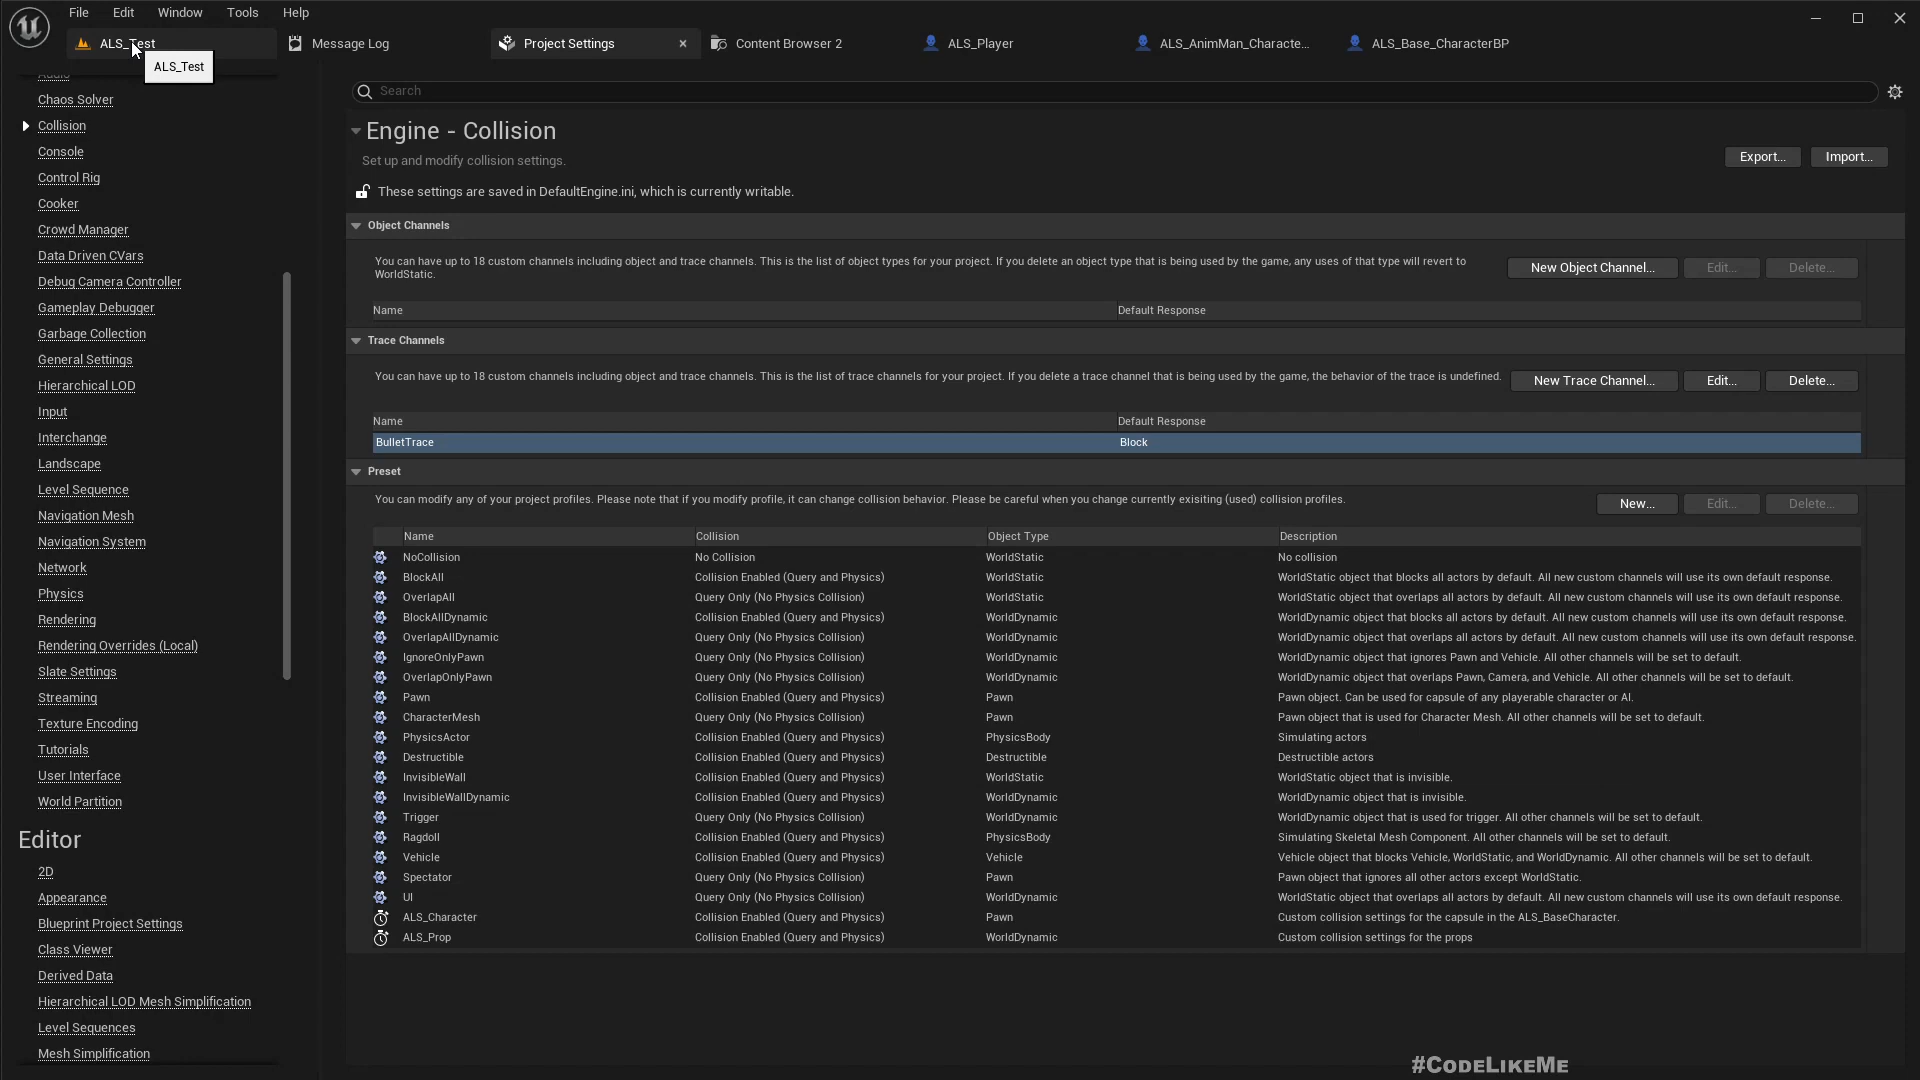 File Edit Window Tools Help
ALS_Test Message Log Project Settings Content Browser 2 ALS_Player ALS_AnimMan_Characte... ALS_Base_CharacterBP
ALS_Test
Audio
Chaos Solver
Collision
Console
Control Rig
Cooker
Crowd Manager
Data Driven CVars
Debug Camera Controller
Gameplay Debugger
Garbage Collection
General Settings
Hierarchical LOD
Input
Interchange
Landscape
Level Sequence
Navigation Mesh
Navigation System
Network
Physics
Rendering
Rendering Overrides (Local)
Slate Settings
Streaming
Texture Encoding
Tutorials
User Interface
World Partition
Editor
2D
Appearance
Blueprint Project Settings
Class Viewer
Derived Data
Hierarchical LOD Mesh Simplification
Level Sequences
Mesh Simplification
Search
Engine - Collision
Set up and modify collision settings.
Export... Import...
These settings are saved in DefaultEngine.ini, which is currently writable.
Object Channels
You can have up to 18 custom channels including object and trace channels. This is the list of object types for your project. If you delete an object type that is being used by the game, any uses of that type will revert to
WorldStatic.
New Object Channel... Edit... Delete...
Name Default Response
Trace Channels
You can have up to 18 custom channels including object and trace channels. This is the list of trace channels for your project. If you delete a trace channel that is being used by the game, the behavior of the trace is undefined.
New Trace Channel... Edit... Delete...
Name Default Response
BulletTrace Block
Preset
You can modify any of your project profiles. Please note that if you modify profile, it can change collision behavior. Please be careful when you change currently exisiting (used) collision profiles.
New... Edit... Delete...
Name Collision Object Type Description
NoCollision No Collision WorldStatic No collision
BlockAll Collision Enabled (Query and Physics) WorldStatic WorldStatic object that blocks all actors by default. All new custom channels will use its own default response.
OverlapAll Query Only (No Physics Collision) WorldStatic WorldStatic object that overlaps all actors by default. All new custom channels will use its own default response.
BlockAllDynamic Collision Enabled (Query and Physics) WorldDynamic WorldDynamic object that blocks all actors by default. All new custom channels will use its own default response.
OverlapAllDynamic Query Only (No Physics Collision) WorldDynamic WorldDynamic object that overlaps all actors by default. All new custom channels will use its own default response.
IgnoreOnlyPawn Query Only (No Physics Collision) WorldDynamic WorldDynamic object that ignores Pawn and Vehicle. All other channels will be set to default.
OverlapOnlyPawn Query Only (No Physics Collision) WorldDynamic WorldDynamic object that overlaps Pawn, Camera, and Vehicle. All other channels will be set to default.
Pawn Collision Enabled (Query and Physics) Pawn Pawn object. Can be used for capsule of any playerable character or AI.
CharacterMesh Query Only (No Physics Collision) Pawn Pawn object that is used for Character Mesh. All other channels will be set to default.
PhysicsActor Collision Enabled (Query and Physics) PhysicsBody Simulating actors
Destructible Collision Enabled (Query and Physics) Destructible Destructible actors
InvisibleWall Collision Enabled (Query and Physics) WorldStatic WorldStatic object that is invisible.
InvisibleWallDynamic Collision Enabled (Query and Physics) WorldDynamic WorldDynamic object that is invisible.
Trigger Query Only (No Physics Collision) WorldDynamic WorldDynamic object that is used for trigger. All other channels will be set to default.
Ragdoll Collision Enabled (Query and Physics) PhysicsBody Simulating Skeletal Mesh Component. All other channels will be set to default.
Vehicle Collision Enabled (Query and Physics) Vehicle Vehicle object that blocks Vehicle, WorldStatic, and WorldDynamic. All other channels will be set to default.
Spectator Query Only (No Physics Collision) Pawn Pawn object that ignores all other actors except WorldStatic.
UI Query Only (No Physics Collision) WorldDynamic WorldStatic object that overlaps all actors by default. All new custom channels will use its own default response.
ALS_Character Collision Enabled (Query and Physics) Pawn Custom collision settings for the capsule in the ALS_BaseCharacter.
ALS_Prop Collision Enabled (Query and Physics) WorldDynamic Custom collision settings for the props
#CodeLikeMe